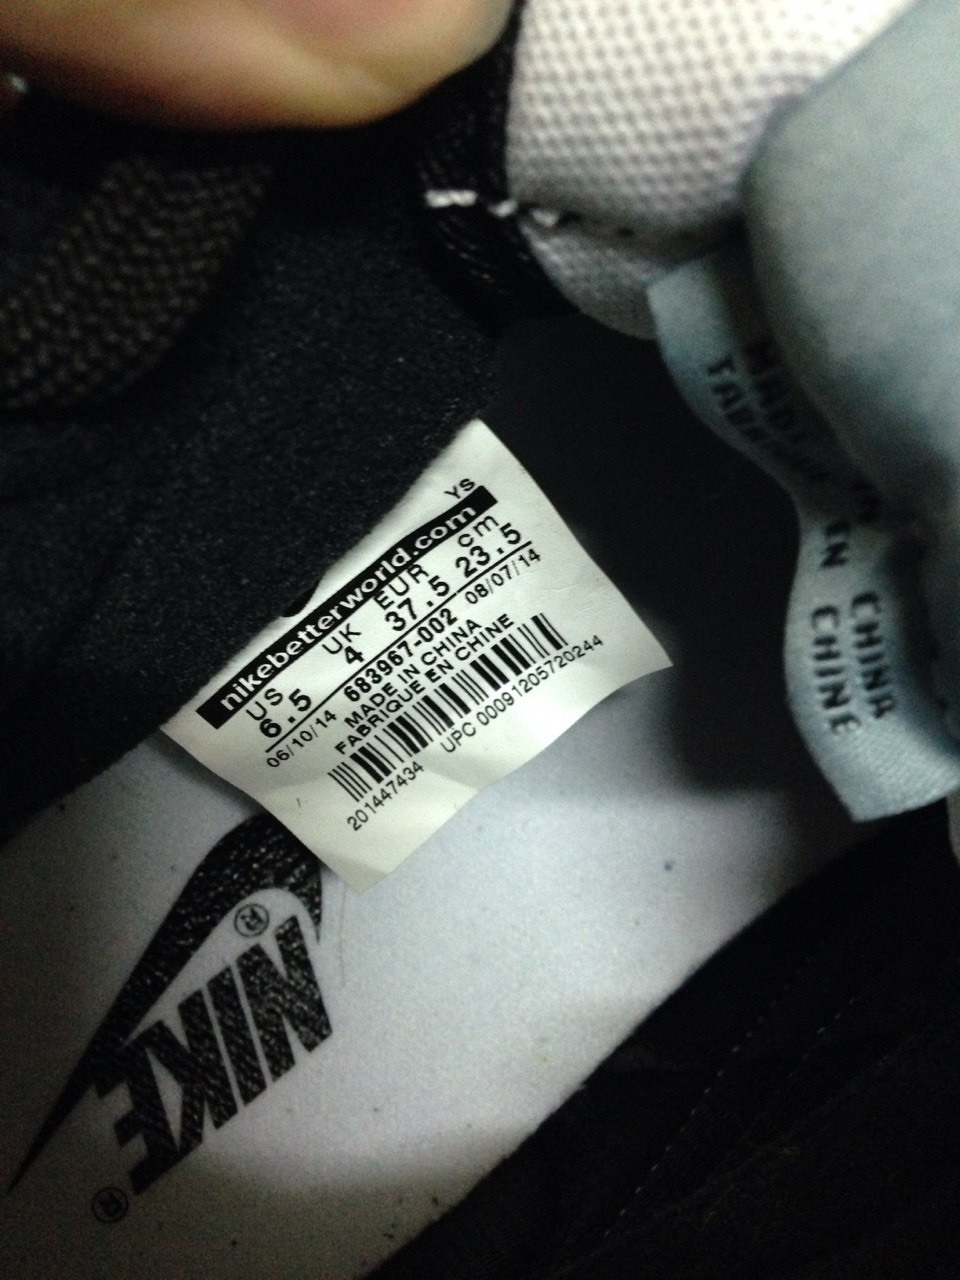 YS
nikebetterworld.com
US UK EUR cm
6.5 4 37.5 23.5
06/10/14 683967-002 08/07/14
MADE IN CHINA
FABRIQUE EN CHINE
201447434 UPC 00091205720244
NIKE
®
®
MADE IN CHINA
FABRIQUE EN CHINE